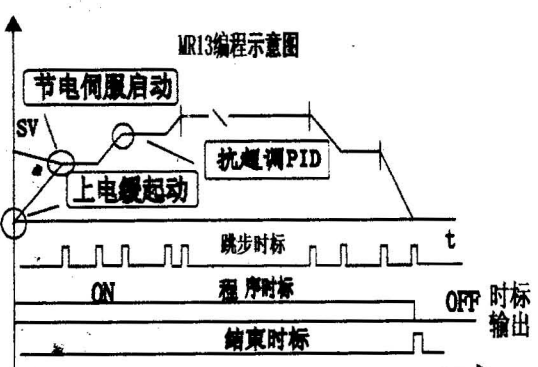 MR13编程示意图
节电伺服启动
SV
a
抗超调PID
上电缓起动
跳步时标
t
ON
程序时标
OFF
时标
输出
结束时标